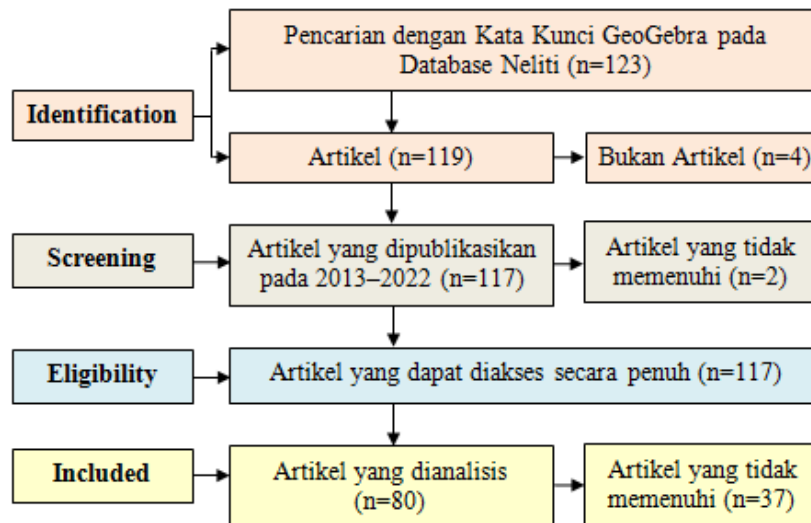 Pencarian dengan Kata Kunci GeoGebra pada
Database Neliti (n=123)
Identification
Artikel (n=119)
Bukan Artikel (n=4)
Screening
Artikel yang dipublikasikan
pada 2013–2022 (n=117)
Artikel yang tidak
memenuhi (n=2)
Eligibility
Artikel yang dapat diakses secara penuh (n=117)
Included
Artikel yang dianalisis
(n=80)
Artikel yang tidak
memenuhi (n=37)